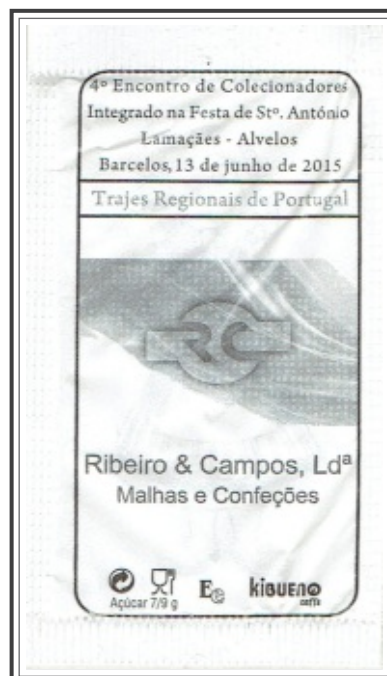 4º Encontro de Colecionadores
Integrado na Festa de Stº. António
Lamaçães - Alvelos
Barcelos, 13 de junho de 2015
Trajes Regionais de Portugal
RC
Ribeiro & Campos, Ldª
Malhas e Confeções
Açúcar 7/9 g
E
kiBUENO
CAFFÈ